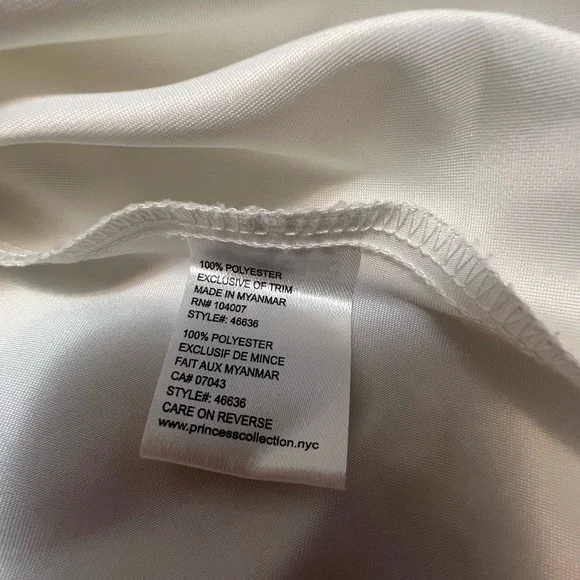 100% POLYESTER
EXCLUSIVE OF TRIM
MADE IN MYANMAR
RN# 104007
STYLE#: 46636
100% POLYESTER
EXCLUSIF DE MINCE
FAIT AUX MYANMAR
CA# 07043
STYLE#: 46636
CARE ON REVERSE
www.princesscollection.nyc